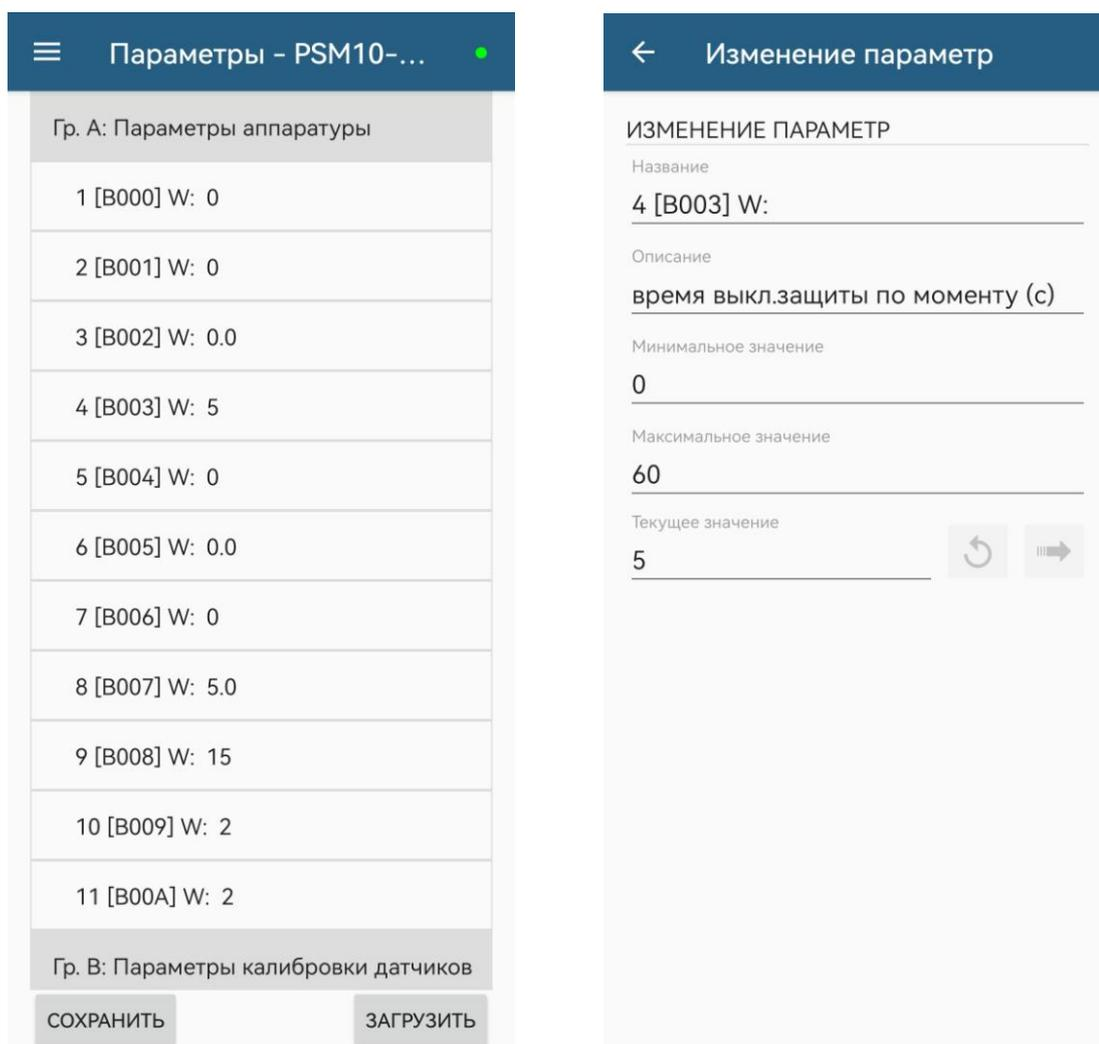 Параметры - PSM10-...
Гр. A: Параметры аппаратуры
1 [B000] W: 0
2 [B001] W: 0
3 [B002] W: 0.0
4 [B003] W: 5
5 [B004] W: 0
6 [B005] W: 0.0
7 [B006] W: 0
8 [B007] W: 5.0
9 [B008] W: 15
10 [B009] W: 2
11 [B00A] W: 2
Гр. B: Параметры калибровки датчиков
СОХРАНИТЬ
ЗАГРУЗИТЬ
Изменение параметр
ИЗМЕНЕНИЕ ПАРАМЕТР
Название
4 [B003] W:
Описание
время выкл.защиты по моменту (с)
Минимальное значение
0
Максимальное значение
60
Текущее значение
5